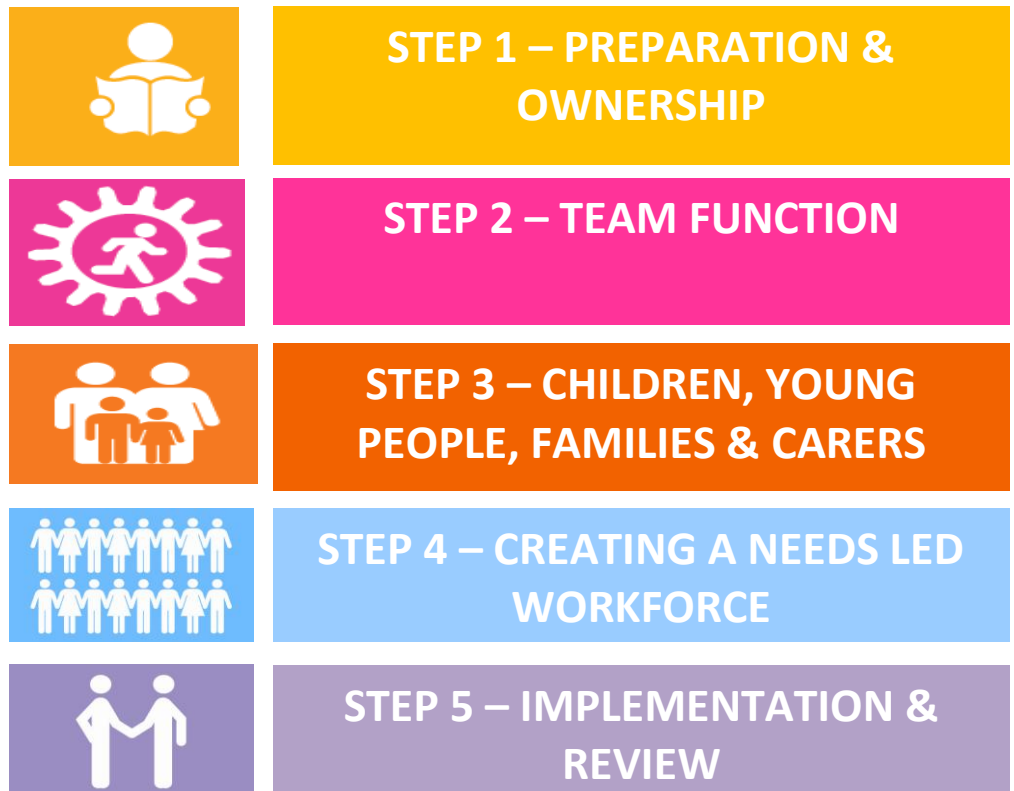 STEP 1 – PREPARATION &
OWNERSHIP
STEP 2 – TEAM FUNCTION
STEP 3 – CHILDREN, YOUNG
PEOPLE, FAMILIES & CARERS
STEP 4 – CREATING A NEEDS LED
WORKFORCE
STEP 5 – IMPLEMENTATION &
REVIEW